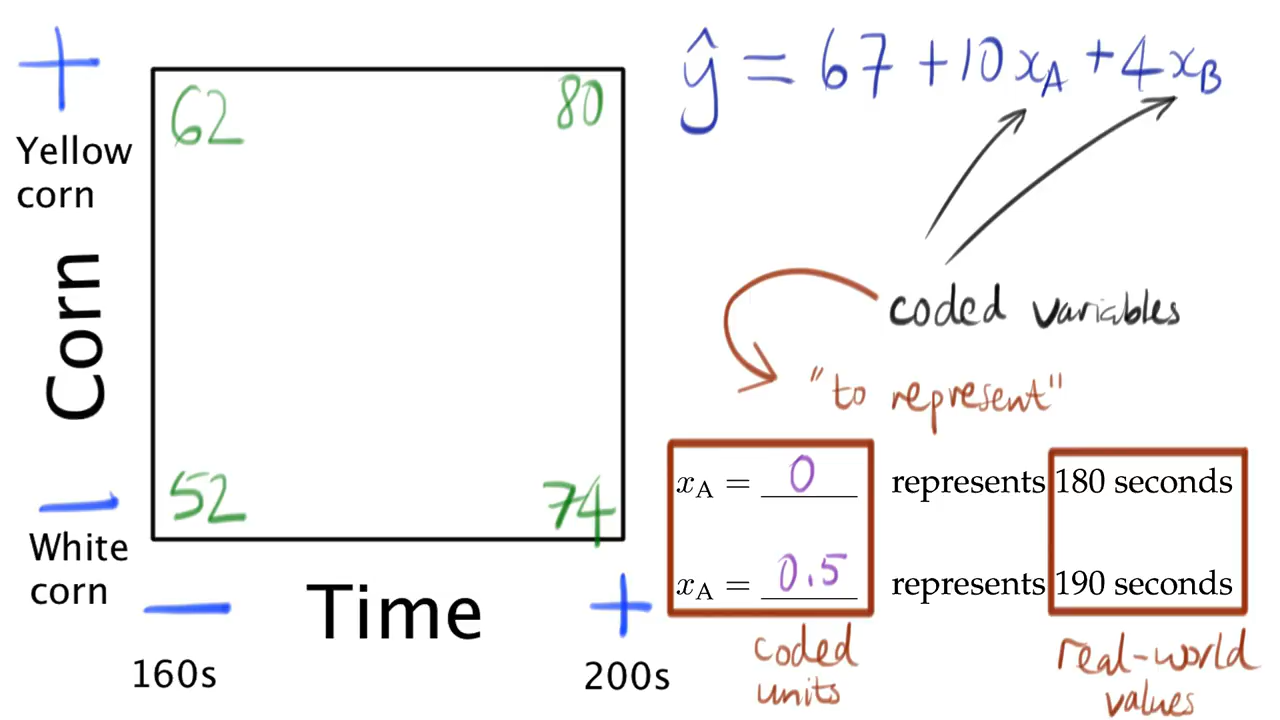 +
Yellow
corn
Corn
−
White
corn
62
80
52
74
− Time +
160s
200s
ŷ = 67 + 10 x_A + 4 x_B
coded variables
"to represent"
x_A = 0 represents 180 seconds
x_A = 0.5 represents 190 seconds
coded
units
real-world
values